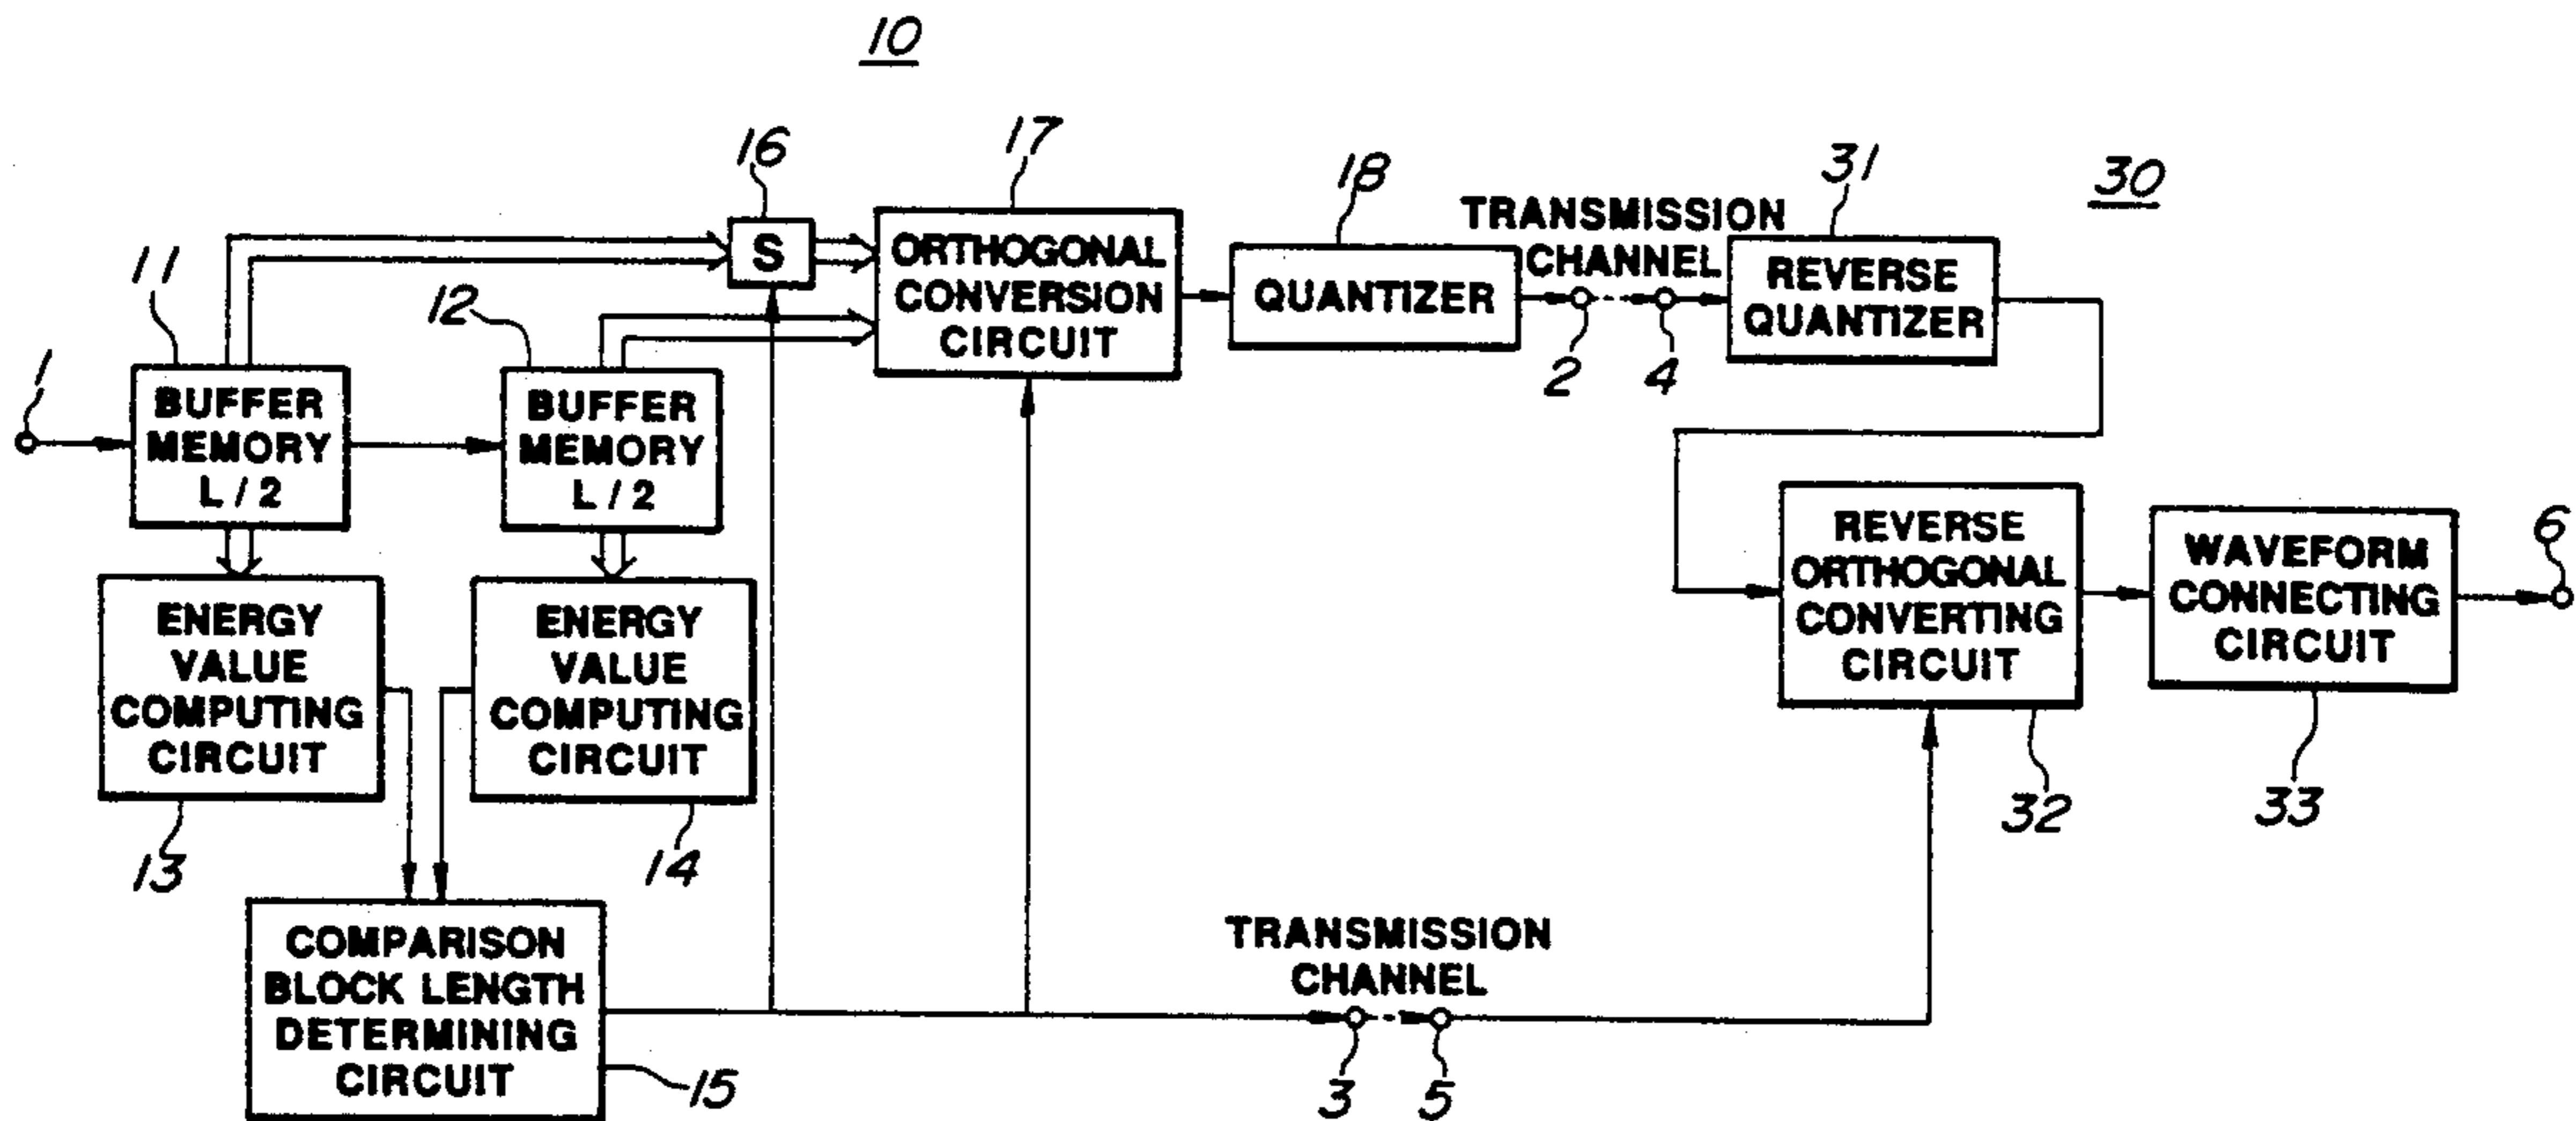 10
16
17
18
TRANSMISSION
CHANNEL
31
30
11
S
ORTHOGONAL
CONVERSION
CIRCUIT
QUANTIZER
REVERSE
QUANTIZER
12
2
4
1
BUFFER
MEMORY
L/2
BUFFER
MEMORY
L/2
REVERSE
ORTHOGONAL
CONVERTING
CIRCUIT
WAVEFORM
CONNECTING
CIRCUIT
6
ENERGY
VALUE
COMPUTING
CIRCUIT
ENERGY
VALUE
COMPUTING
CIRCUIT
13
14
32
33
COMPARISON
BLOCK LENGTH
DETERMINING
CIRCUIT
15
TRANSMISSION
CHANNEL
3
5